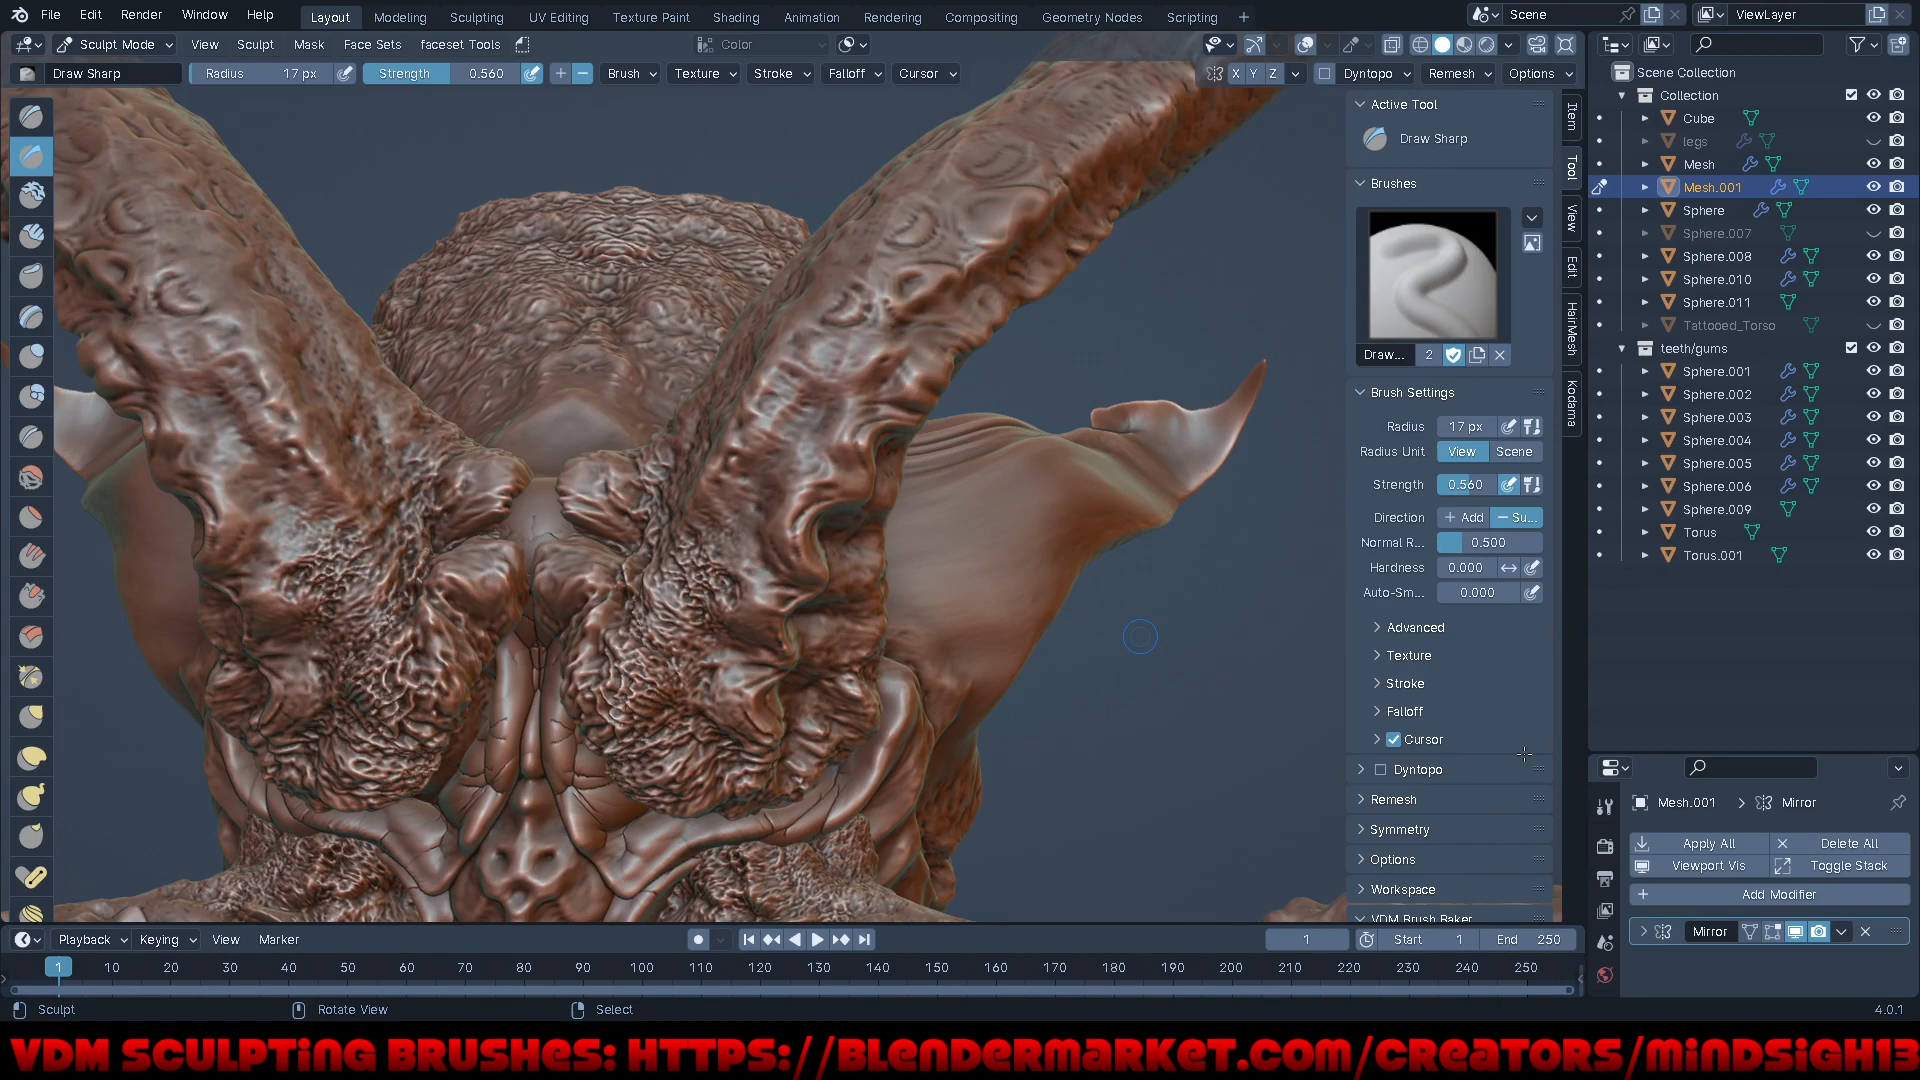 File Edit Render Window Help Layout Modeling Sculpting UV Editing Texture Paint Shading Animation Rendering Compositing Geometry Nodes Scripting + Scene ViewLayer
Sculpt Mode View Sculpt Mask Face Sets faceset Tools Color
Draw Sharp Radius 17 px Strength 0.560 Brush Texture Stroke Falloff Cursor X Y Z Dyntopo Remesh Options
Active Tool
Draw Sharp
Brushes
Draw... 2
Brush Settings
Radius 17 px
Radius Unit View Scene
Strength 0.560
Direction + Add − Su...
Normal R... 0.500
Hardness 0.000
Auto-Sm... 0.000
Advanced
Texture
Stroke
Falloff
Cursor
Dyntopo
Remesh
Symmetry
Options
Workspace
VDM Brush Baker
Item
Tool
View
Edit
HairMesh
Kodama
Scene Collection
Collection
Cube
legs
Mesh
Mesh.001
Sphere
Sphere.007
Sphere.008
Sphere.010
Sphere.011
Tattooed_Torso
teeth/gums
Sphere.001
Sphere.002
Sphere.003
Sphere.004
Sphere.005
Sphere.006
Sphere.009
Torus
Torus.001
Mesh.001 > Mirror
Apply All Delete All
Viewport Vis Toggle Stack
Add Modifier
Mirror
Playback Keying View Marker 1 Start 1 End 250
1 10 20 30 40 50 60 70 80 90 100 110 120 130 140 150 160 170 180 190 200 210 220 230 240 250
Sculpt Rotate View Select 4.0.1
VDM SCULPTING BRUSHES: HTTPS://BLENDERMARKET.COM/CREATORS/MINDSIGH13